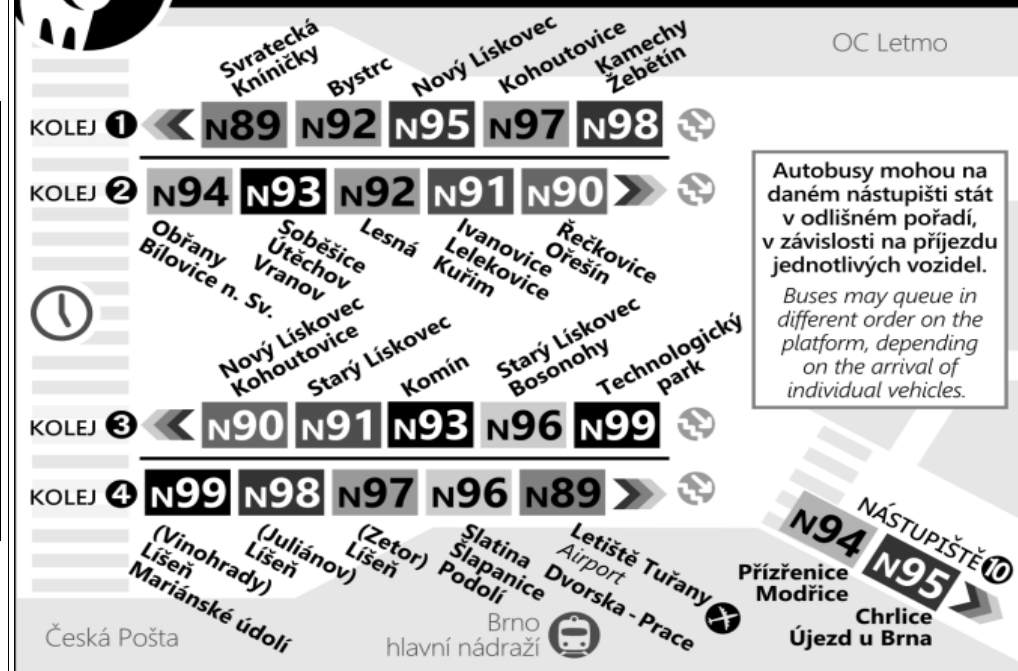 OC Letmo
Svratecká
Kníničky
Bystrc
Nový Lískovec
Kohoutovice
Kamechy
Žebětín
KOLEJ 1 N89 N92 N95 N97 N98
KOLEJ 2 N94 N93 N92 N91 N90
Obřany
Bílovice n. Sv.
Soběšice
Útěchov
Vranov
Lesná
Ivanovice
Lelekovice
Kuřim
Řečkovice
Ořešín
Autobusy mohou na
daném nástupišti stát
v odlišném pořadí,
v závislosti na příjezdu
jednotlivých vozidel.
Buses may queue in
different order on the
platform, depending
on the arrival of
individual vehicles.
Nový Lískovec
Kohoutovice
Starý Lískovec
Komín
Starý Lískovec
Bosonohy
Technologický
park
KOLEJ 3 N90 N91 N93 N96 N99
KOLEJ 4 N99 N98 N97 N96 N89
(Vinohrady)
Líšeň
Mariánské údolí
(Juliánov)
Líšeň
(Zetor)
Líšeň
Slatina
Šlapanice
Podolí
Letiště Tuřany
Airport
Dvorska - Prace
NÁSTUPIŠTĚ 10
N94 N95
Přízřenice
Modřice
Chrlice
Újezd u Brna
Česká Pošta
Brno
hlavní nádraží